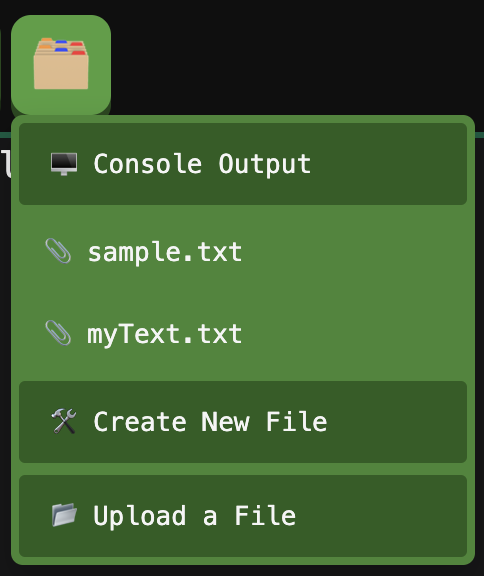 Console Output
sample.txt
myText.txt
Create New File
Upload a File